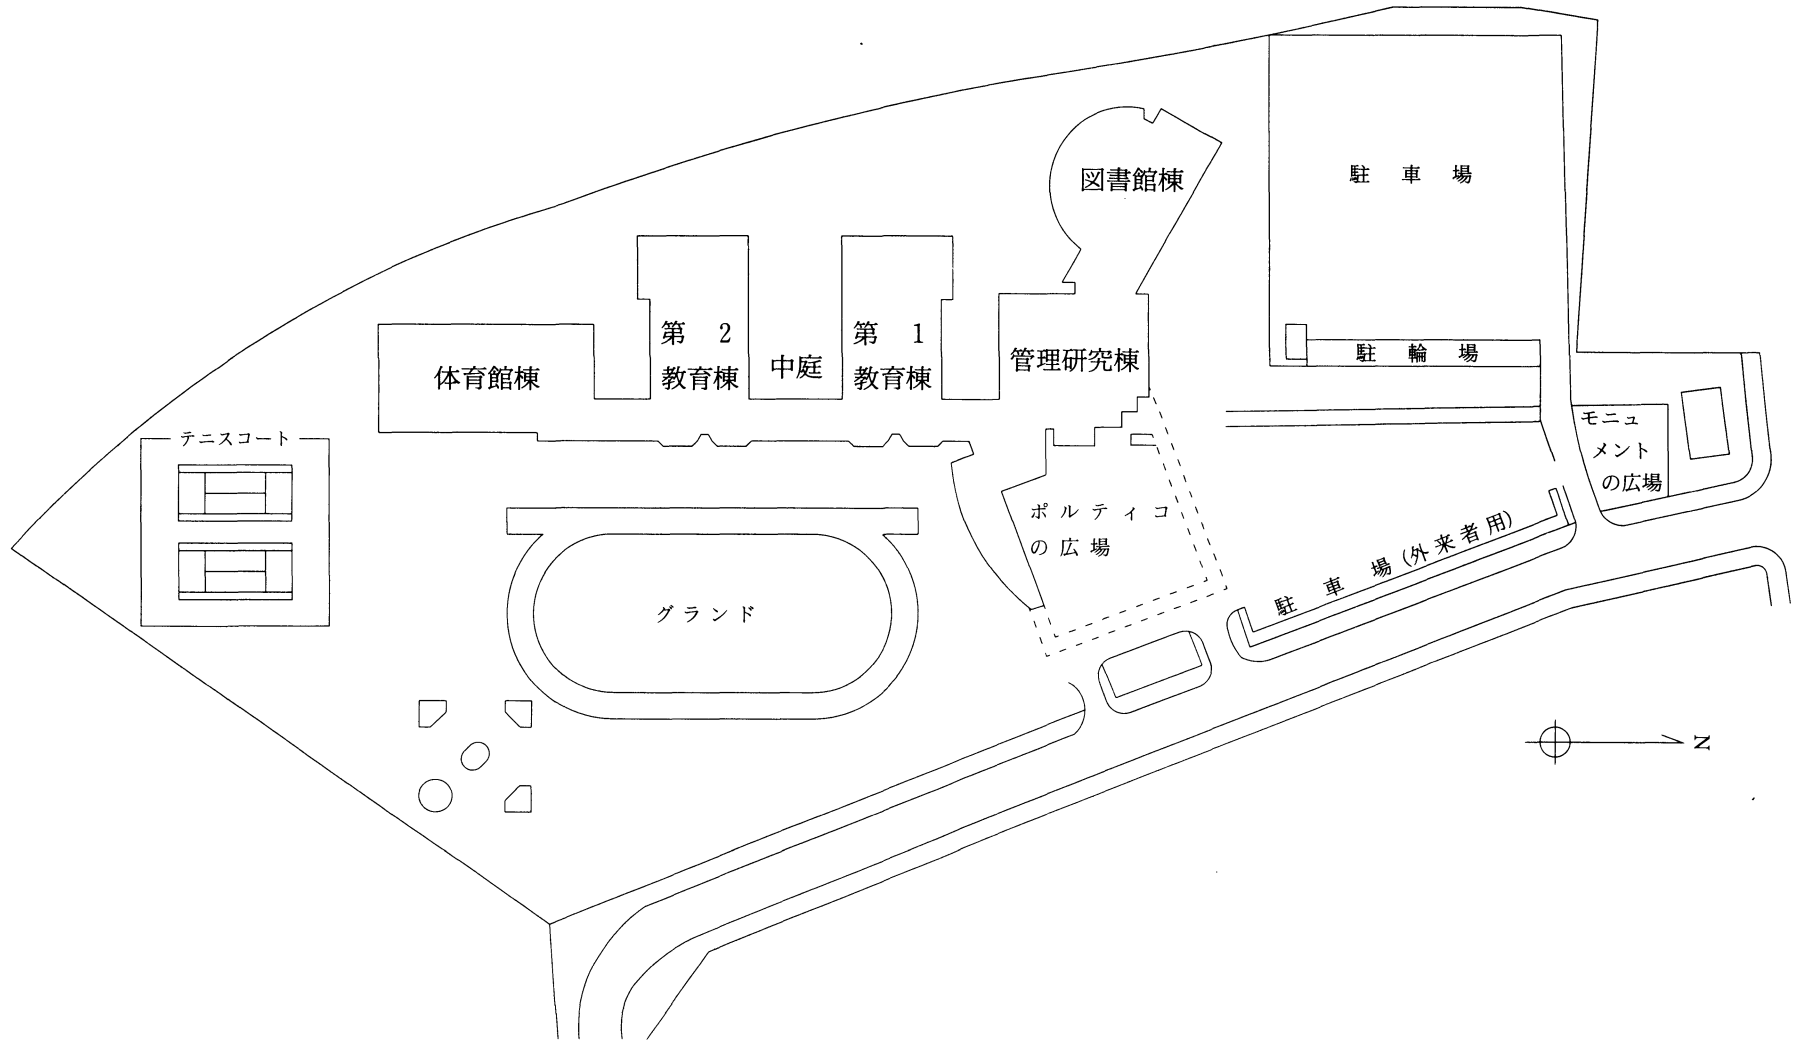 図書館棟
駐車場
第2
教育棟
第1
教育棟
体育館棟
中庭
管理研究棟
駐輪場
テニスコート
モニュ
メント
の広場
ポルティコ
の広場
グランド
駐車場(外来者用)
N